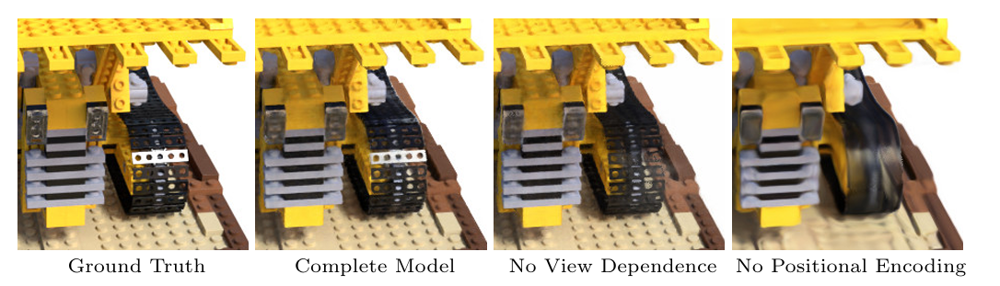 Ground Truth
Complete Model
No View Dependence
No Positional Encoding